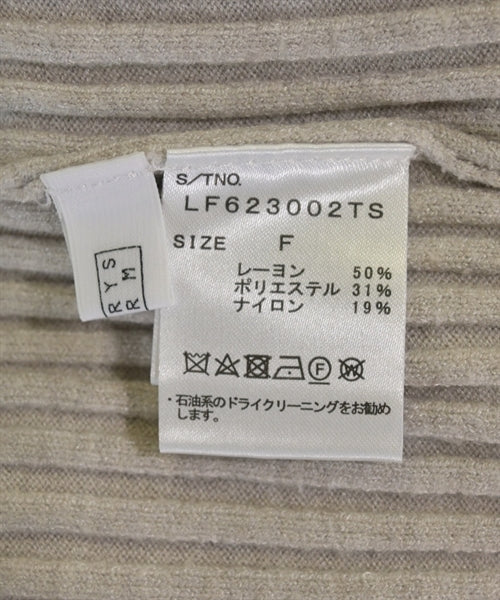 S/TNO.
LF623002TS
SIZE F
レーヨン 50%
ポリエステル 31%
ナイロン 19%
・石油系のドライクリーニングをお勧め
します。
RYS
RM